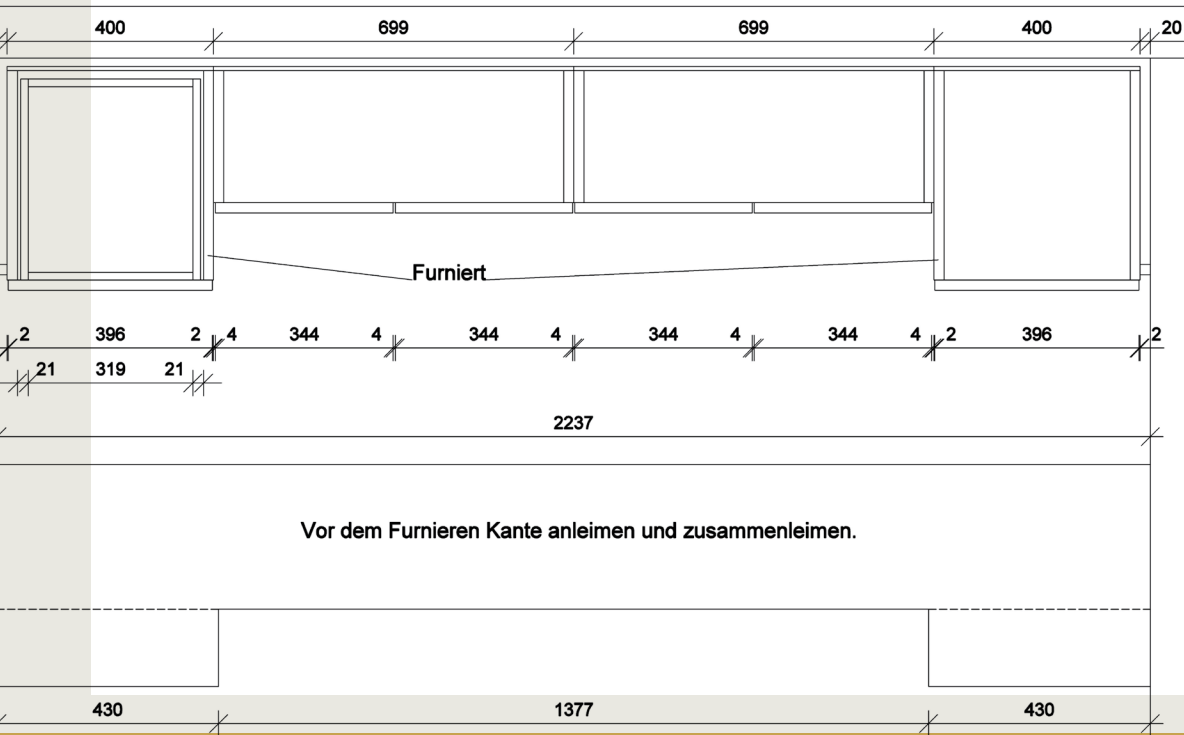 400 699 699 400 20
Furniert
2 396 2 4 344 4 344 4 344 4 344 4 2 396 2
21 319 21
2237
Vor dem Furnieren Kante anleimen und zusammenleimen.
430 1377 430